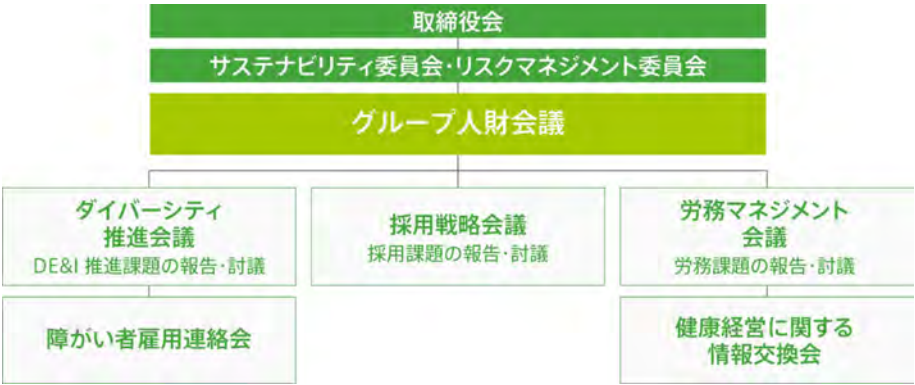 取締役会
サステナビリティ委員会・リスクマネジメント委員会
グループ人財会議
ダイバーシティ
推進会議
DE&I 推進課題の報告・討議
採用戦略会議
採用課題の報告・討議
労務マネジメント
会議
労務課題の報告・討議
障がい者雇用連絡会
健康経営に関する
情報交換会